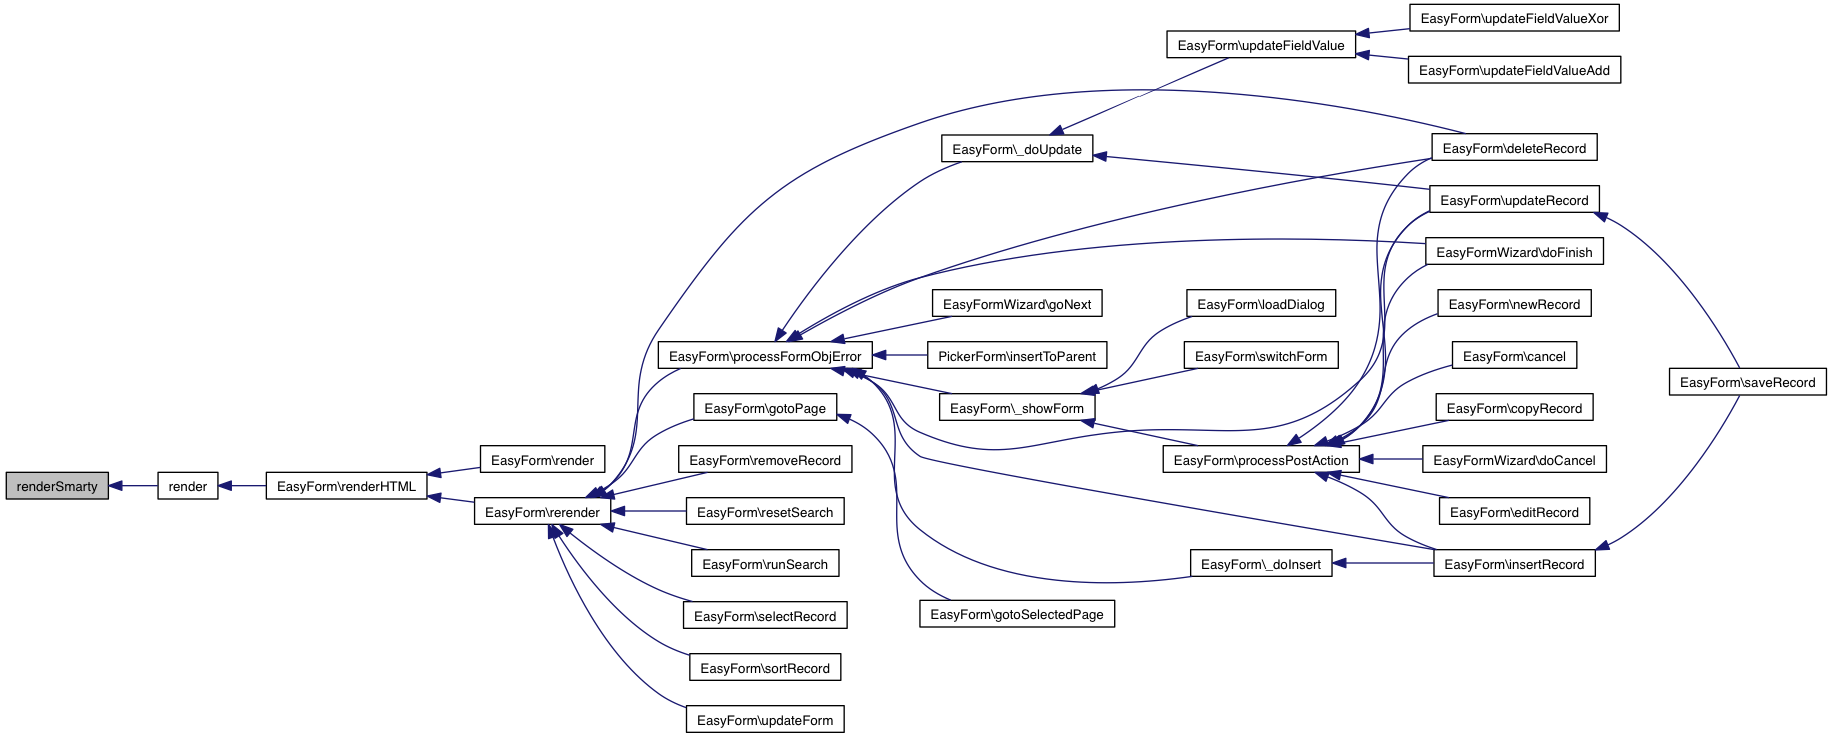 renderSmarty
render
EasyForm\renderHTML
EasyForm\render
EasyForm\rerender
EasyForm\processFormObjError
EasyForm\gotoPage
EasyForm\removeRecord
EasyForm\resetSearch
EasyForm\runSearch
EasyForm\selectRecord
EasyForm\sortRecord
EasyForm\updateForm
EasyForm\_doUpdate
EasyFormWizard\goNext
PickerForm\insertToParent
EasyForm\_showForm
EasyForm\gotoSelectedPage
EasyForm\updateFieldValue
EasyForm\loadDialog
EasyForm\switchForm
EasyForm\processPostAction
EasyForm\_doInsert
EasyForm\updateFieldValueXor
EasyForm\updateFieldValueAdd
EasyForm\deleteRecord
EasyForm\updateRecord
EasyFormWizard\doFinish
EasyForm\newRecord
EasyForm\cancel
EasyForm\copyRecord
EasyFormWizard\doCancel
EasyForm\editRecord
EasyForm\insertRecord
EasyForm\saveRecord